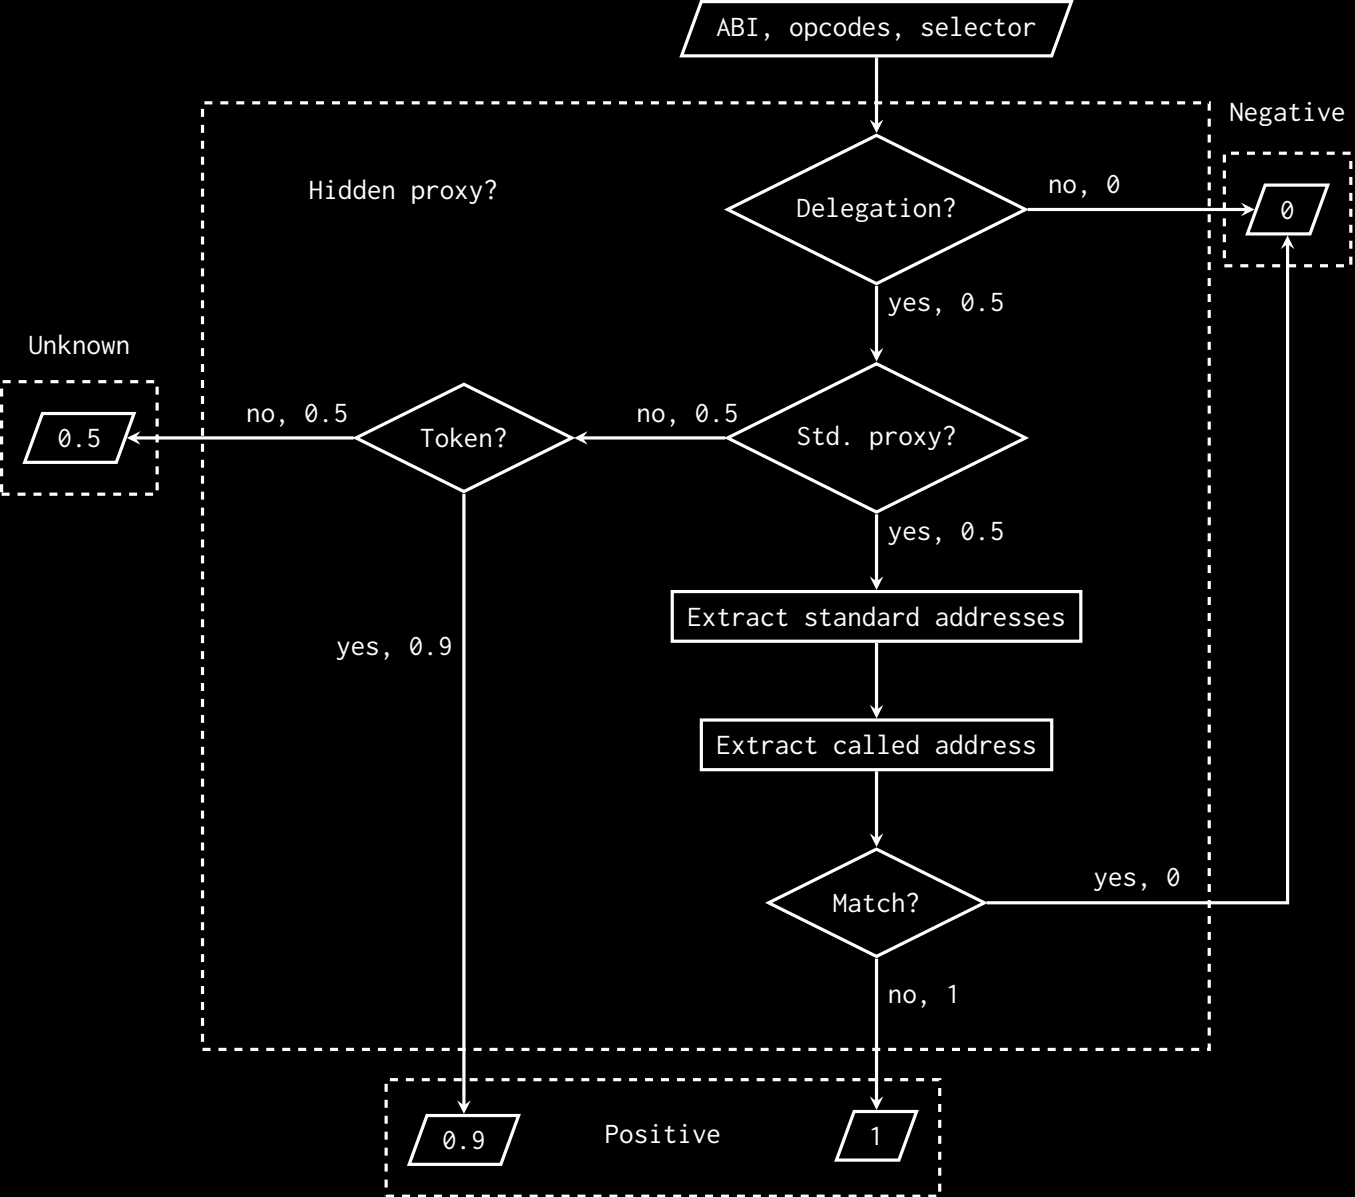 ABI, opcodes, selector
Negative
Hidden proxy?
Delegation?
no, 0
0
yes, 0.5
Unknown
0.5
no, 0.5
Token?
no, 0.5
Std. proxy?
yes, 0.5
Extract standard addresses
yes, 0.9
Extract called address
Match?
yes, 0
no, 1
0.9
Positive
1